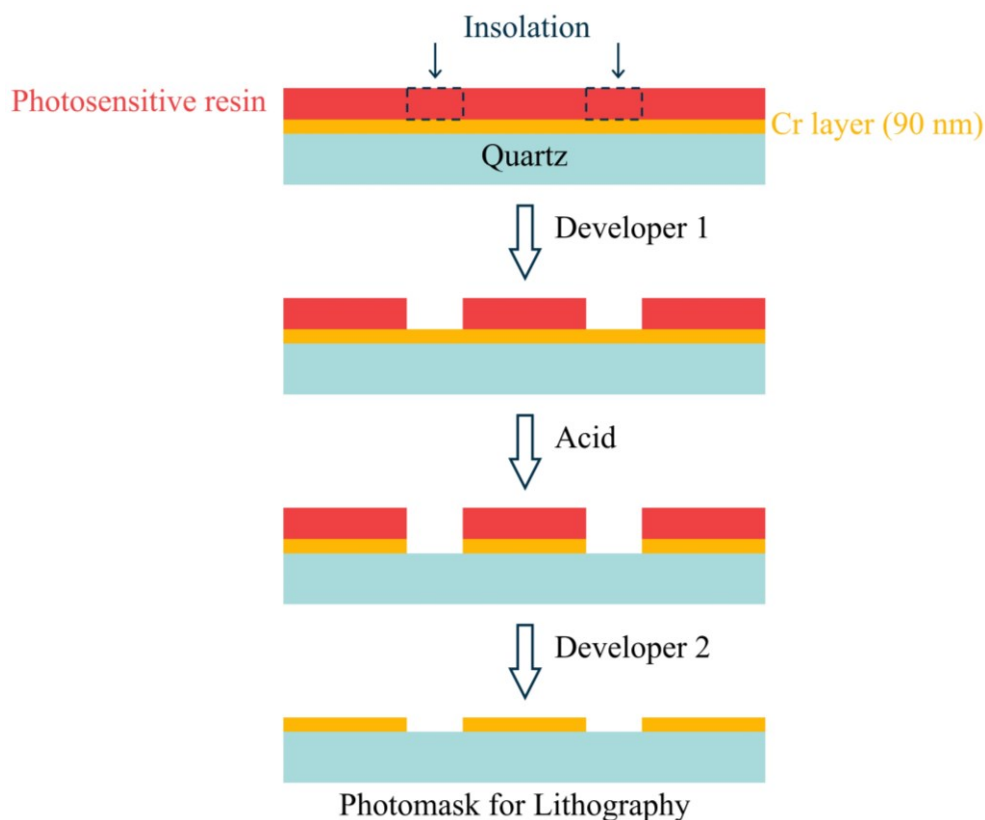 Insolation
Photosensitive resin
Cr layer (90 nm)
Quartz
Developer 1
Acid
Developer 2
Photomask for Lithography